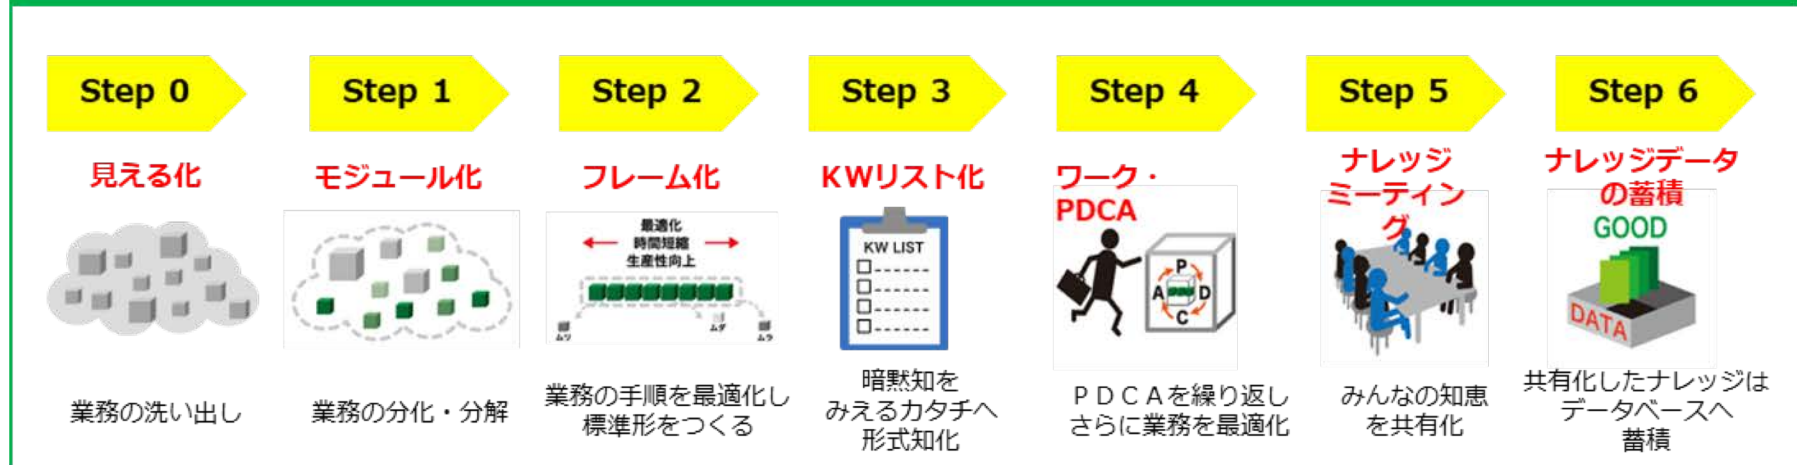 Step 0
Step 1
Step 2
Step 3
Step 4
Step 5
Step 6
見える化
モジュール化
フレーム化
KWリスト化
ワーク・
PDCA
ナレッジ
ミーティン
グ
ナレッジデータ
の蓄積
最適化
時間短縮
生産性向上
ムリ
ムダ
ムラ
KW LIST
P
A
D
C
GOOD
DATA
業務の洗い出し
業務の分化・分解
業務の手順を最適化し
標準形をつくる
暗黙知を
みえるカタチへ
形式知化
ＰＤＣＡを繰り返し
さらに業務を最適化
みんなの知恵
を共有化
共有化したナレッジは
データベースへ
蓄積